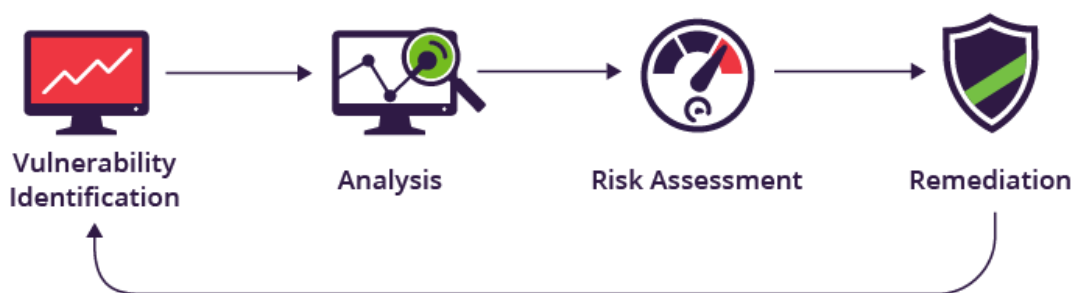 Vulnerability
Identification
Analysis
Risk Assessment
Remediation